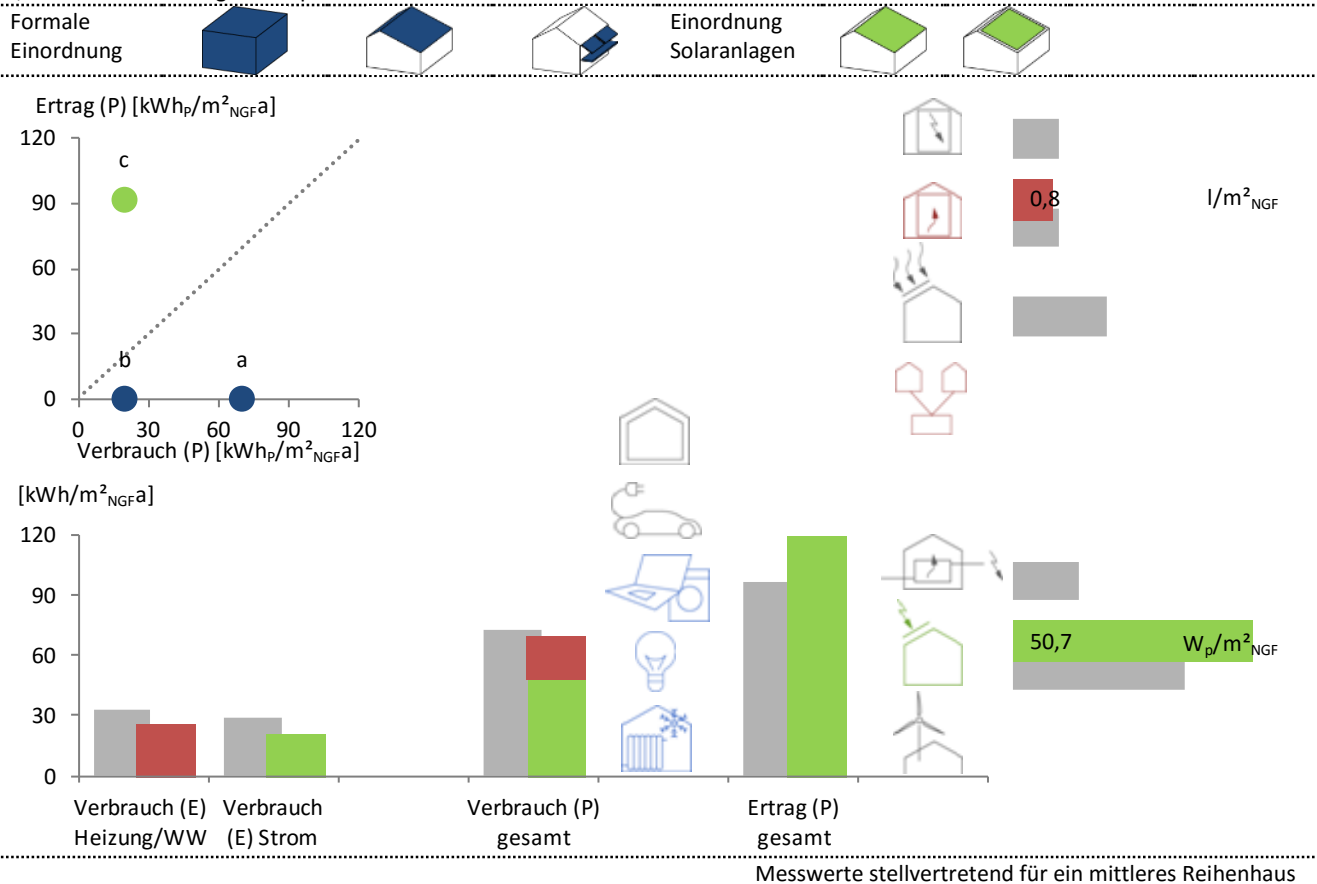 Formale Einordnung
Einordnung Solaranlagen
Ertrag (P) [kWhP/m²NGFa]
120
90
60
30
0
c
b
a
0 30 60 90 120
Verbrauch (P) [kWhP/m²NGFa]
0,8 l/m²NGF
[kWh/m²NGFa]
120
90
60
30
0
Verbrauch (E) Heizung/WW
Verbrauch (E) Strom
Verbrauch (P) gesamt
Ertrag (P) gesamt
50,7 Wp/m²NGF
Messwerte stellvertretend für ein mittleres Reihenhaus